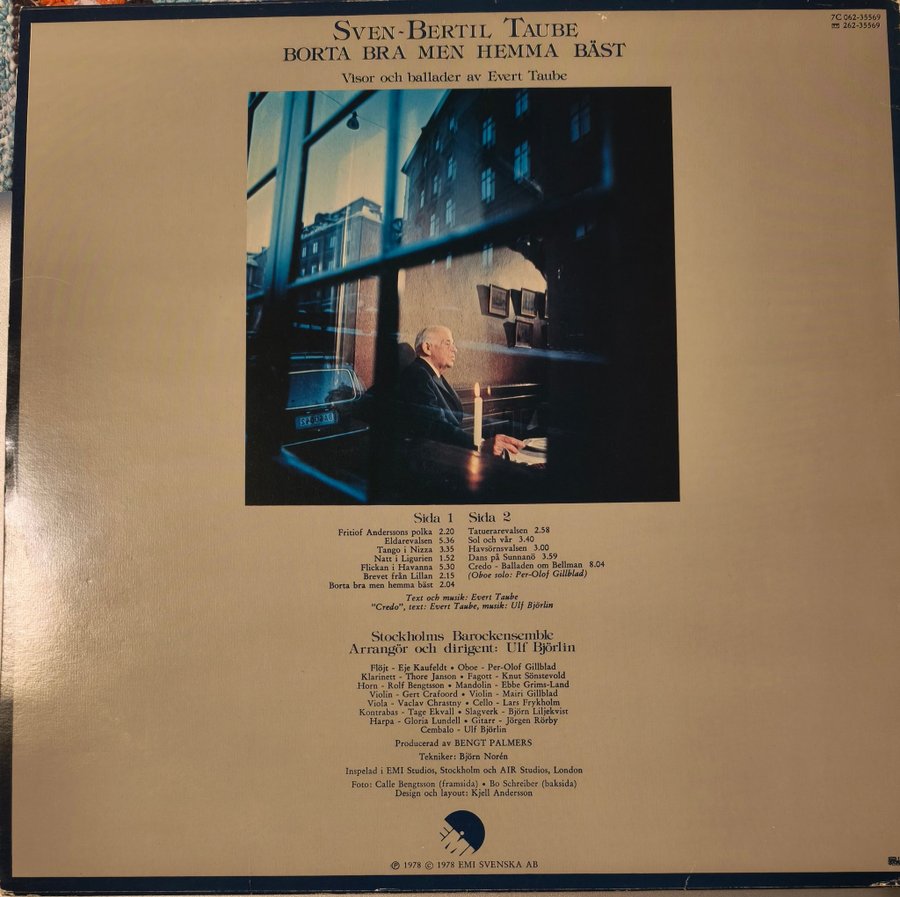 SVEN-BERTIL TAUBE
BORTA BRA MEN HEMMA BÄST
Visor och ballader av Evert Taube
7C 062-35569
262-35569
Sida 1
Fritiof Anderssons polka 2.20
Eldarevalsen 5.36
Tango i Nizza 3.35
Natt i Ligurien 1.52
Flickan i Havanna 5.30
Brevet från Lillan 2.15
Borta bra men hemma bäst 2.04
Sida 2
Tatuerarevalsen 2.58
Sol och vår 3.40
Havsörnsvalsen 3.00
Dans på Sunnanö 3.59
Credo - Balladen om Bellman 8.04
(Oboe solo: Per-Olof Gillblad)
Text och musik: Evert Taube
"Credo", text: Evert Taube, musik: Ulf Björlin
Stockholms Barockensemble
Arrangör och dirigent: Ulf Björlin
Flöjt - Eje Kaufeldt • Oboe - Per-Olof Gillblad
Klarinett - Thore Janson • Fagott - Knut Sönstevold
Horn - Rolf Bengtsson • Mandolin - Ebbe Grims-Land
Violin - Gert Crafoord • Violin - Mairi Gillblad
Viola - Vaclav Chrastny • Cello - Lars Frykholm
Kontrabas - Tage Ekvall • Slagverk - Björn Liljekvist
Harpa - Gloria Lundell • Gitarr - Jörgen Rörby
Cembalo - Ulf Björlin
Producerad av BENGT PALMERS
Tekniker: Björn Norén
Inspelad i EMI Studios, Stockholm och AIR Studios, London
Foto: Calle Bengtsson (framsida) • Bo Schreiber (baksida)
Design och layout: Kjell Andersson
EMI
Ⓟ 1978 © 1978 EMI SVENSKA AB